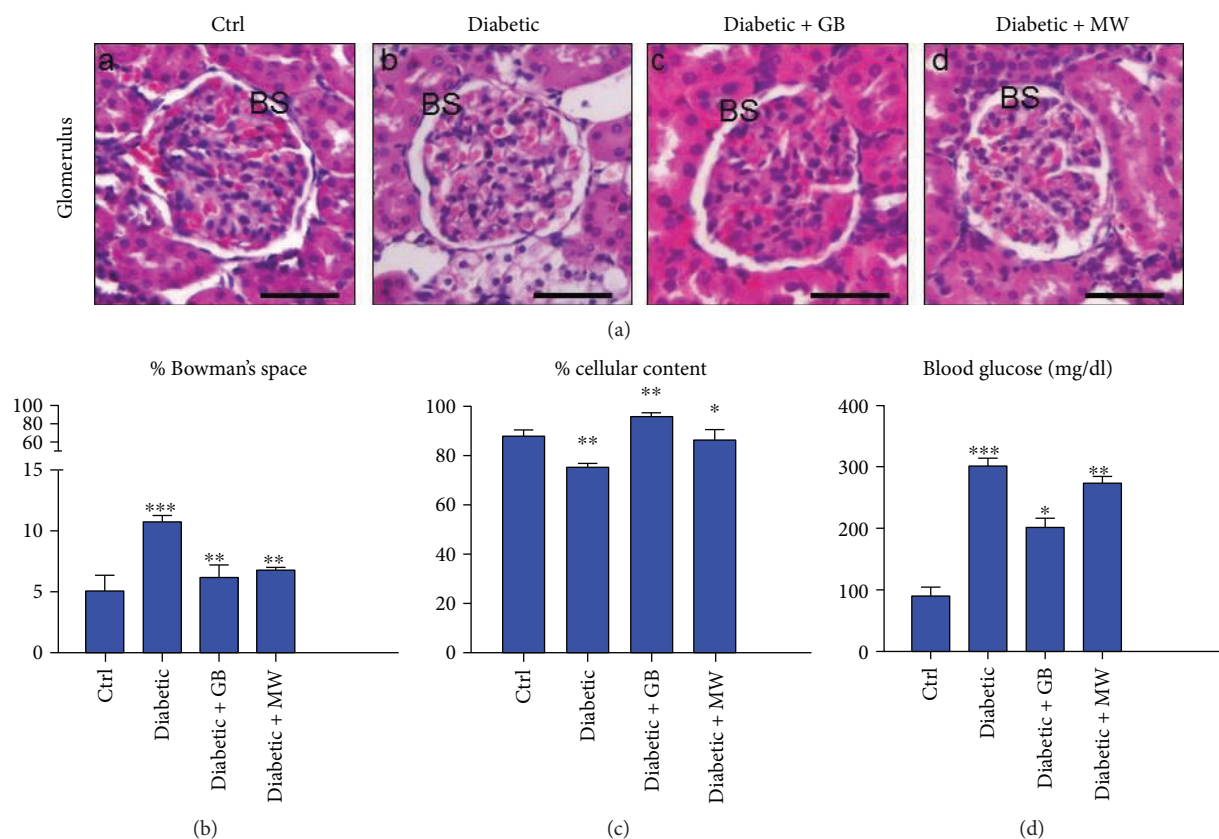 Ctrl
Diabetic
Diabetic + GB
Diabetic + MW
Glomerulus
a
BS
b
BS
c
BS
d
BS
(a)
% Bowman's space
100
80
60
15
10
5
0
***
**
**
Ctrl
Diabetic
Diabetic + GB
Diabetic + MW
(b)
% cellular content
100
80
60
40
20
0
**
**
*
Ctrl
Diabetic
Diabetic + GB
Diabetic + MW
(c)
Blood glucose (mg/dl)
400
300
200
100
0
***
*
**
Ctrl
Diabetic
Diabetic + GB
Diabetic + MW
(d)